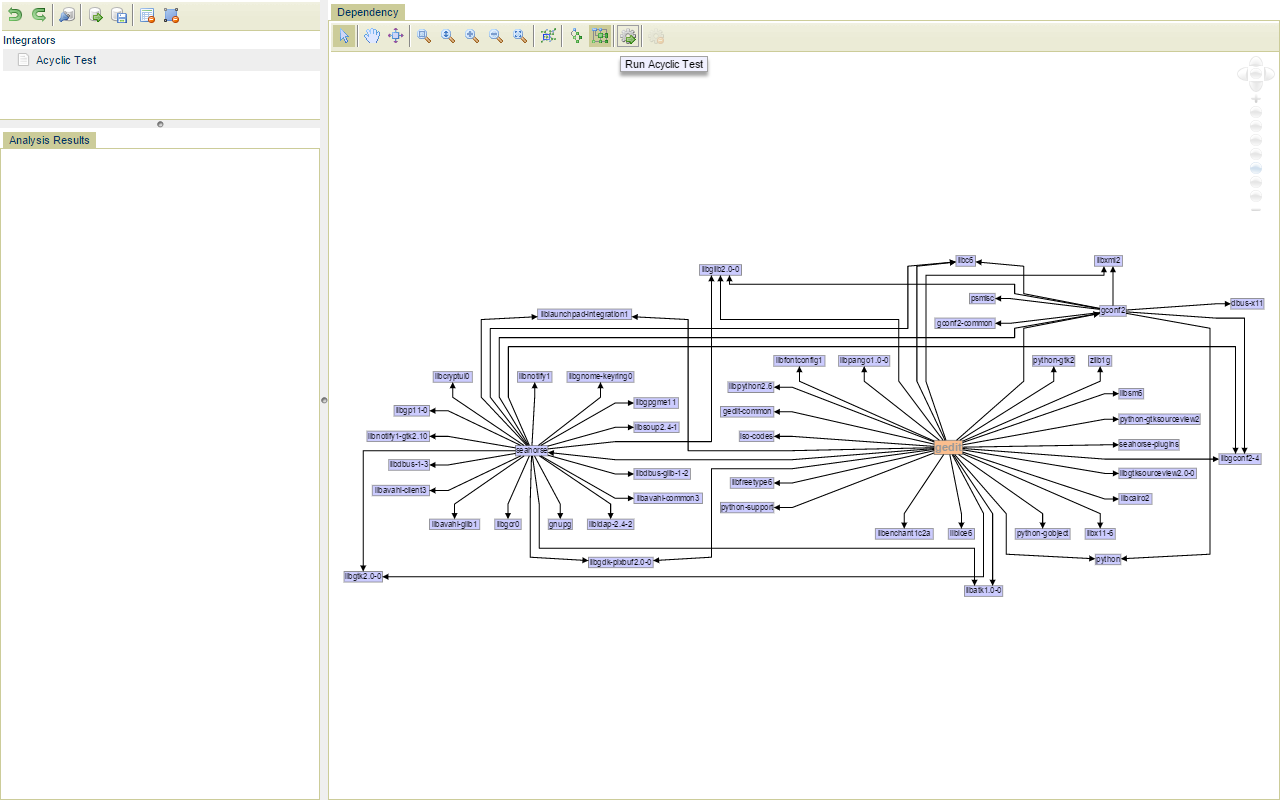 Dependency
Integrators
Acyclic Test
Run Acyclic Test
Analysis Results
libc6
libxml2
libglib2.0-0
psmisc
dbus-x11
gconf2
liblaunchpad-integration1
gconf2-common
libfontconfig1
libpango1.0-0
python-gtk2
zlib1g
libcryptui0
libnotify1
libgnome-keyring0
libpython2.6
libsm6
libgp11-0
libgpgme11
gedit-common
python-gtksourceview2
libnotify1-gtk2.10
libsoup2.4-1
iso-codes
seahorse-plugins
seahorse
gedit
libgconf2-4
libdbus-1-3
libdbus-glib-1-2
libgtksourceview2.0-0
libfreetype6
libavahi-client3
libavahi-common3
libcairo2
python-support
libavahi-glib1
libgcr0
gnupg
libldap-2.4-2
libenchant1c2a
libice6
python-gobject
libx11-6
libgdk-pixbuf2.0-0
python
libgtk2.0-0
libatk1.0-0